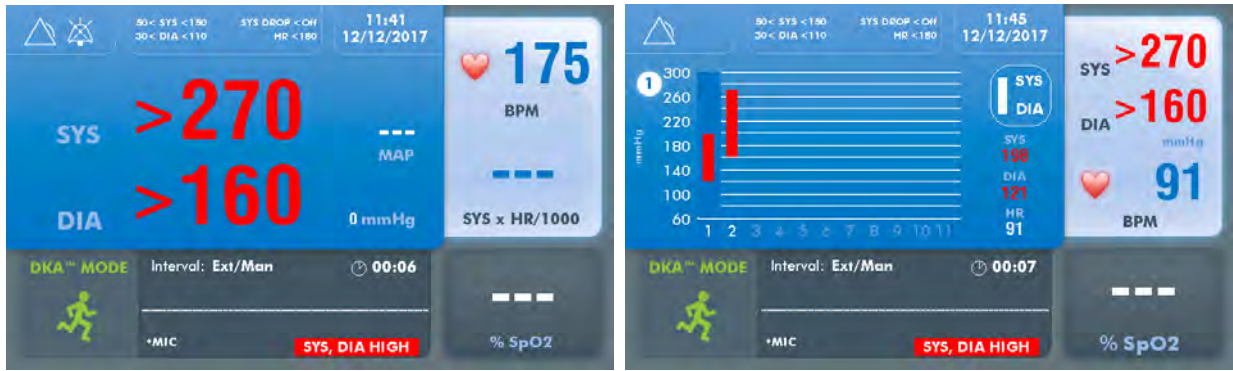 50< SYS <180 SYS DROP < Off 11:41
30< DIA <110 HR <180 12/12/2017
SYS >270 --- 175
MAP BPM
DIA >160 0 mmHg ---
SYS x HR/1000
DKA™ MODE Interval: Ext/Man 00:06
---
•MIC SYS, DIA HIGH % SpO2
50< SYS <180 SYS DROP < Off 11:45
30< DIA <110 HR <180 12/12/2017
1
mmHg
300
260
220
180
140
100
60
1 2 3 4 5 6 7 8 9 10 11
SYS
DIA
SYS
198
DIA
121
HR
91
SYS >270
DIA >160
mmHg
91
BPM
DKA™ MODE Interval: Ext/Man 00:07
---
•MIC SYS, DIA HIGH % SpO2